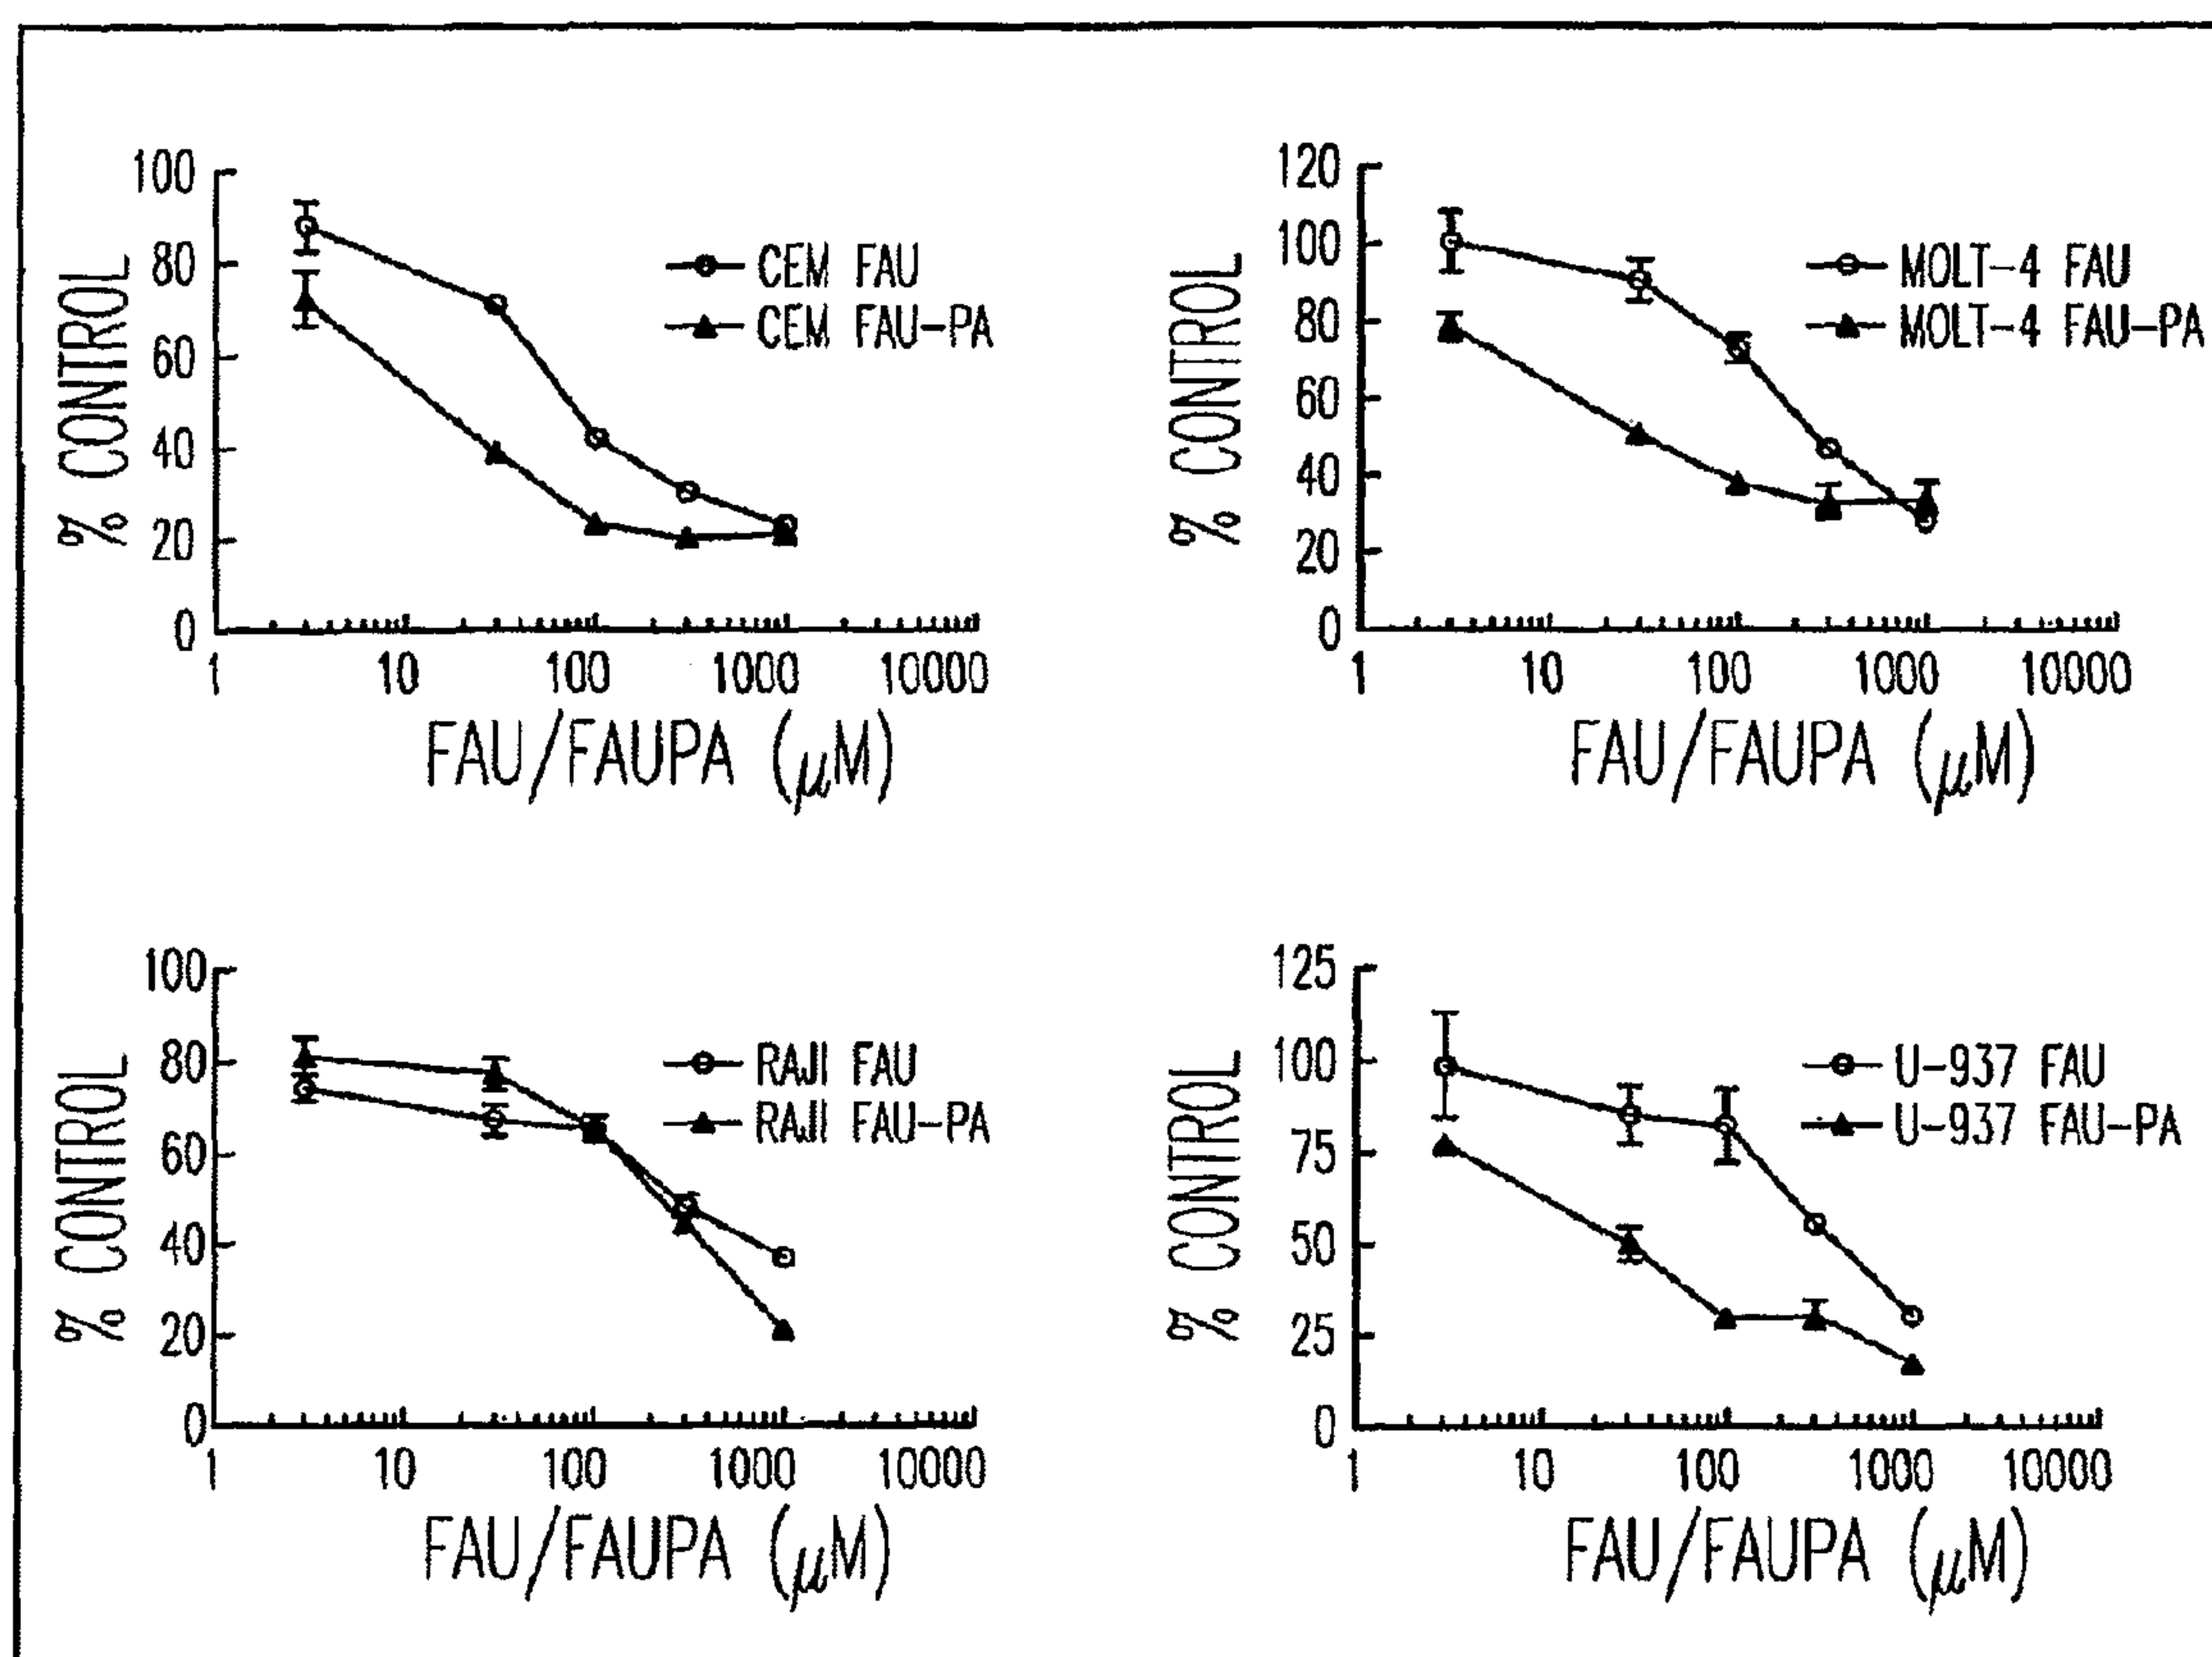 100
80
60
40
20
0
% CONTROL
CEM FAU
CEM FAU-PA
1 10 100 1000 10000
FAU/FAUPA (μM)
120
100
80
60
40
20
0
% CONTROL
MOLT-4 FAU
MOLT-4 FAU-PA
1 10 100 1000 10000
FAU/FAUPA (μM)
100
80
60
40
20
0
% CONTROL
RAJI FAU
RAJI FAU-PA
1 10 100 1000 10000
FAU/FAUPA (μM)
125
100
75
50
25
0
% CONTROL
U-937 FAU
U-937 FAU-PA
1 10 100 1000 10000
FAU/FAUPA (μM)